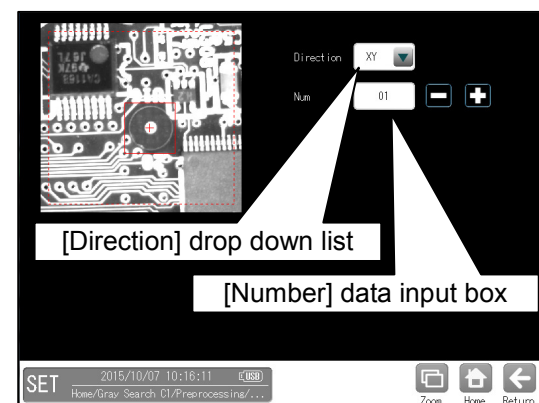 Direction XY
Num 01
[Direction] drop down list
[Number] data input box
SET
2015/10/07 10:16:11 (USB)
Home/Gray Search C1/Preprocessing/...
Zoom Home Return